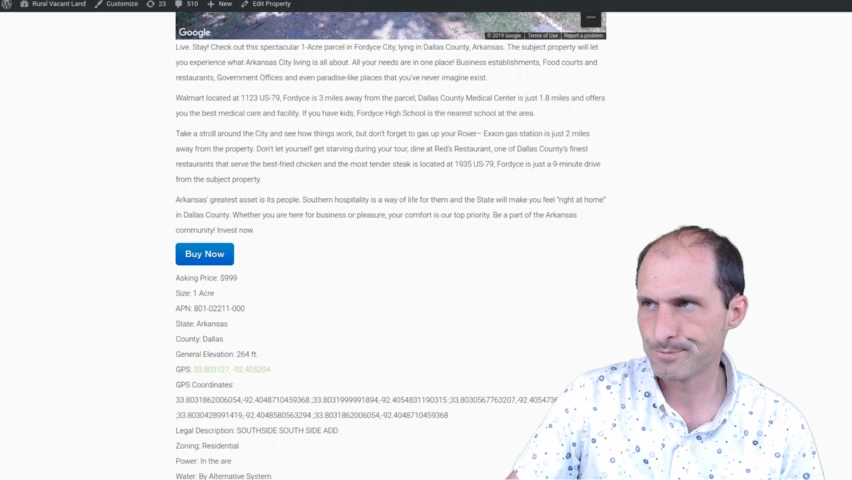 Rural Vacant Land Customize 23 510 New Edit Property
Google
© 2019 Google Terms of Use Report a problem
Live. Stay! Check out this spectacular 1-Acre parcel in Fordyce City, lying in Dallas County, Arkansas. The subject property will let
you experience what Arkansas City living is all about. All your needs are in one place! Business establishments, Food courts and
restaurants, Government Offices and even paradise-like places that you've never imagine exist.
Walmart located at 1123 US-79, Fordyce is 3 miles away from the parcel; Dallas County Medical Center is just 1.8 miles and offers
you the best medical care and facility. If you have kids, Fordyce High School is the nearest school at the area.
Take a stroll around the City and see how things work, but don't forget to gas up your Rover– Exxon gas station is just 2 miles
away from the property. Don't let yourself get starving during your tour, dine at Red's Restaurant, one of Dallas County's finest
restaurants that serve the best-fried chicken and the most tender steak is located at 1935 US-79, Fordyce is just a 9-minute drive
from the subject property.
Arkansas' greatest asset is its people. Southern hospitality is a way of life for them and the State will make you feel "right at home"
in Dallas County. Whether you are here for business or pleasure, your comfort is our top priority. Be a part of the Arkansas
community! Invest now.
Buy Now
Asking Price: $999
Size: 1 Acre
APN: 801-02211-000
State: Arkansas
County: Dallas
General Elevation: 264 ft.
GPS: 33.803127, -92.405204
GPS Coordinates:
33.8031862006054,-92.4048710459368 ;33.8031999991894,-92.4054831190315 ;33.8030567763207,-92.4054736
;33.8030428991419,-92.4048580563294 ;33.8031862006054,-92.4048710459368
Legal Description: SOUTHSIDE SOUTH SIDE ADD
Zoning: Residential
Power: In the are
Water: By Alternative System